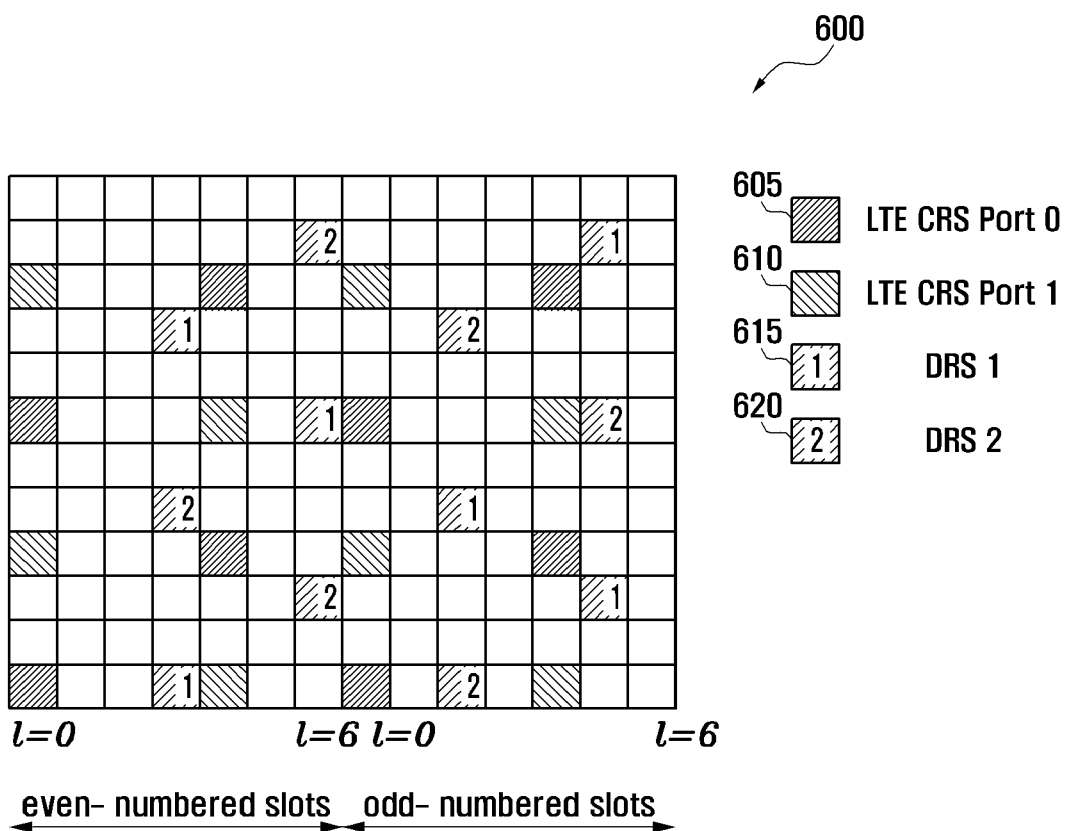 600
605
LTE CRS Port 0
2 1
610
LTE CRS Port 1
1 2
615
1 DRS 1
1 2
620
2 DRS 2
2 1
2 1
1 2
l=0 l=6 l=0 l=6
even- numbered slots odd- numbered slots